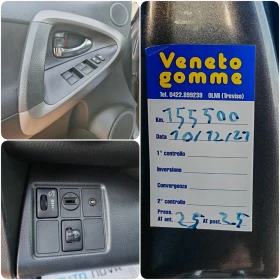 Veneto
gomme
Tel. 0422.899239 OLMI (Treviso)
Km. 155500
Data 10/12/21
1° controllo
Inversione
Convergenza
2° controllo
Press.
AT ant. 2.5 AT post. 2.5